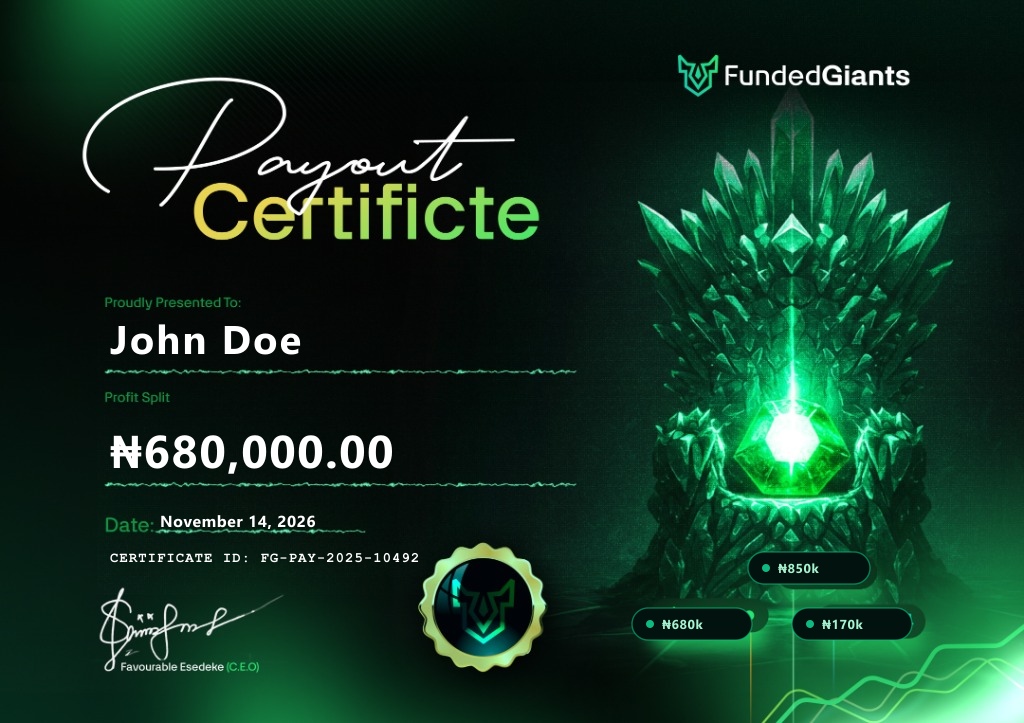 FundedGiants
Payout
Certificte
Proudly Presented To:
John Doe
Profit Split
₦680,000.00
Date: November 14, 2026
CERTIFICATE ID: FG-PAY-2025-10492
₦850k
₦680k
₦170k
Favourable Esedeke (C.E.O)